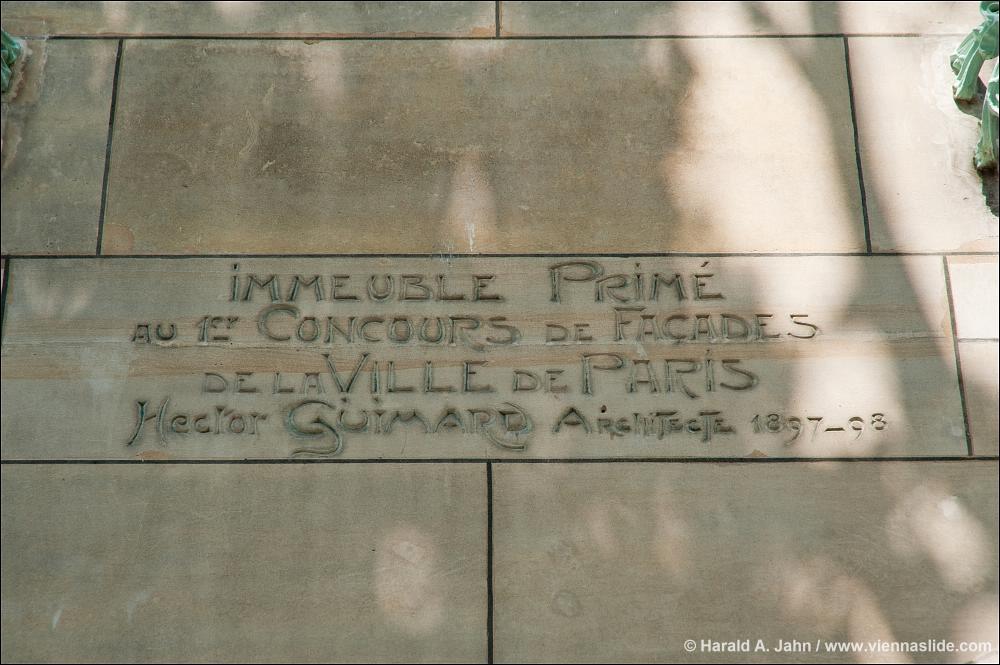 IMMEUBLE PRIMÉ
AU 1ER CONCOURS DE FAÇADES
DE LA VILLE DE PARIS
Hector GUIMARD Architecte 1897-98
© Harald A. Jahn / www.viennaslide.com